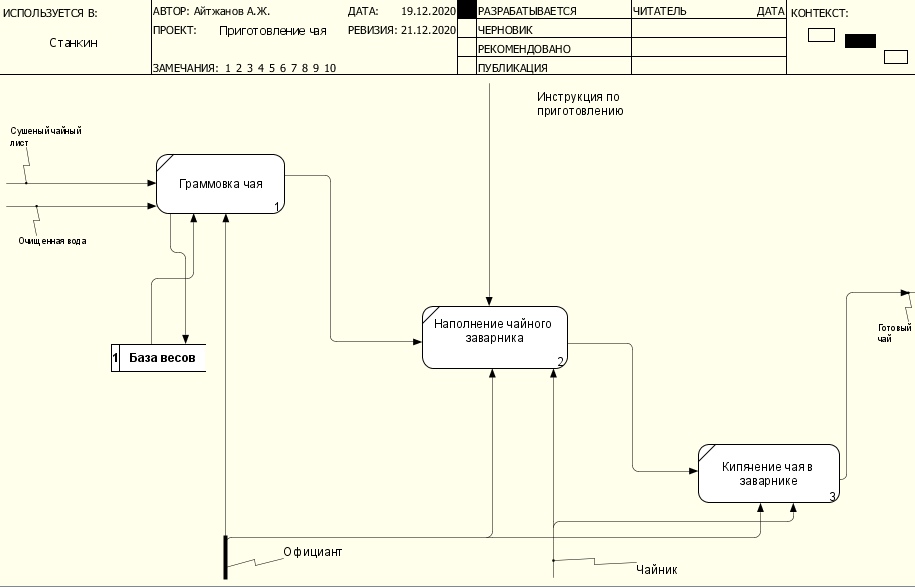 ИСПОЛЬЗУЕТСЯ В:
Станкин
АВТОР: Айтжанов А.Ж.
ДАТА: 19.12.2020
ПРОЕКТ: Приготовление чая
РЕВИЗИЯ: 21.12.2020
ЗАМЕЧАНИЯ: 1 2 3 4 5 6 7 8 9 10
РАЗРАБАТЫВАЕТСЯ
ЧЕРНОВИК
РЕКОМЕНДОВАНО
ПУБЛИКАЦИЯ
ЧИТАТЕЛЬ
ДАТА
КОНТЕКСТ:
Инструкция по
приготовлению
Сушеный чайный
лист
Граммовка чая
1
Очищенная вода
Наполнение чайного
заварника
2
Готовый
чай
1 База весов
Кипячение чая в
заварнике
3
Официант
Чайник